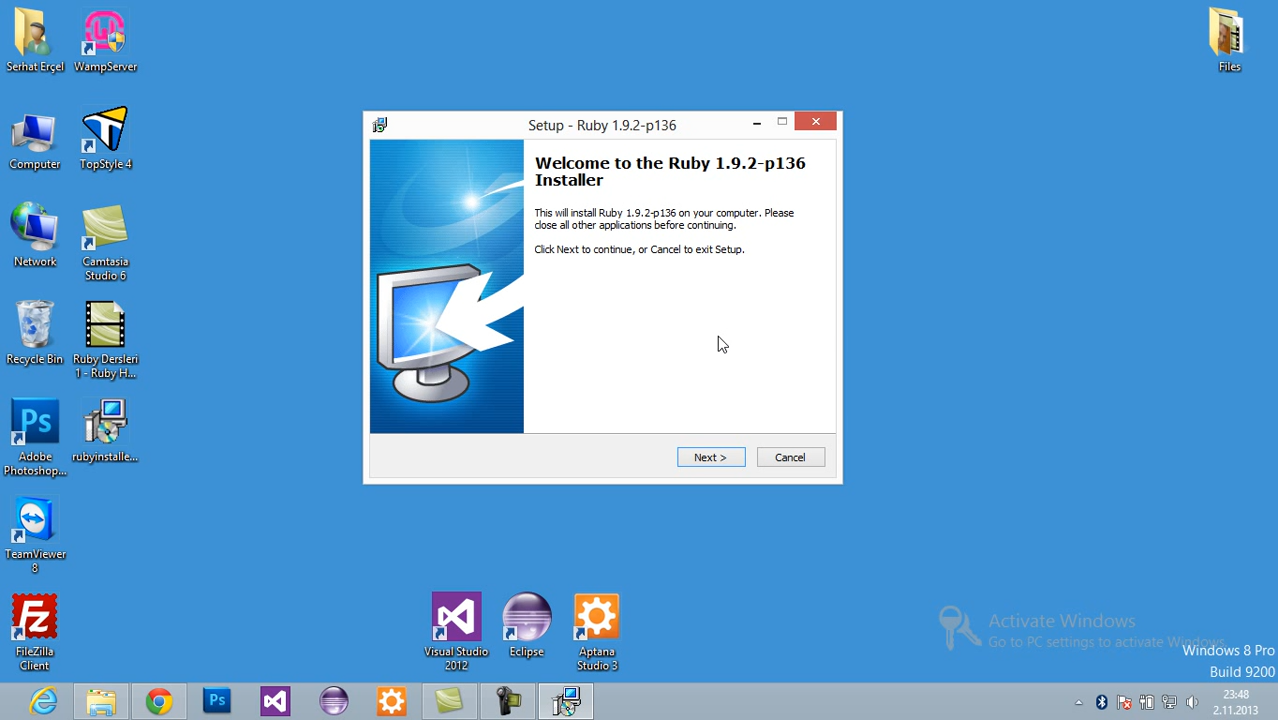 Serhat Erçel
WampServer
Files
Computer
TopStyle 4
Network
Camtasia
Studio 6
Recycle Bin
Ruby Dersleri
1 - Ruby H...
Ps
Adobe
Photoshop...
rubyinstalle...
TeamViewer
8
Fz
FileZilla
Client
Setup - Ruby 1.9.2-p136
Welcome to the Ruby 1.9.2-p136
Installer
This will install Ruby 1.9.2-p136 on your computer. Please
close all other applications before continuing.
Click Next to continue, or Cancel to exit Setup.
Next >
Cancel
Visual Studio
2012
Eclipse
Aptana
Studio 3
Activate Windows
Go to PC settings to activate Windows.
Windows 8 Pro
Build 9200
Ps
23:48
2.11.2013